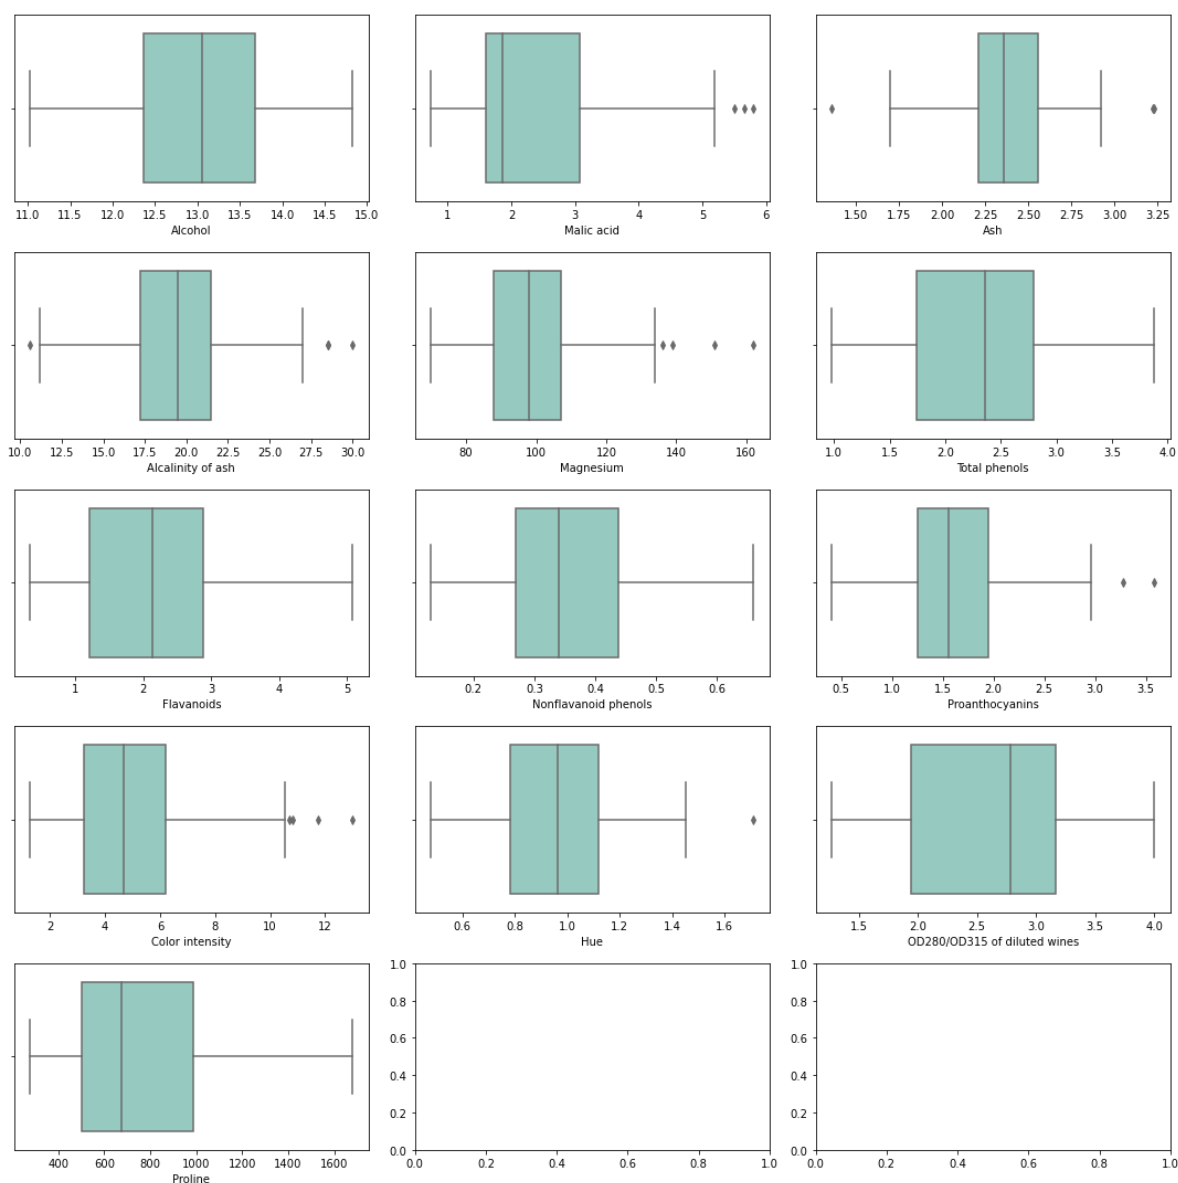 11.0 11.5 12.0 12.5 13.0 13.5 14.0 14.5 15.0
Alcohol
1 2 3 4 5 6
Malic acid
1.50 1.75 2.00 2.25 2.50 2.75 3.00 3.25
Ash
10.0 12.5 15.0 17.5 20.0 22.5 25.0 27.5 30.0
Alcalinity of ash
80 100 120 140 160
Magnesium
1.0 1.5 2.0 2.5 3.0 3.5 4.0
Total phenols
1 2 3 4 5
Flavanoids
0.2 0.3 0.4 0.5 0.6
Nonflavanoid phenols
0.5 1.0 1.5 2.0 2.5 3.0 3.5
Proanthocyanins
2 4 6 8 10 12
Color intensity
0.6 0.8 1.0 1.2 1.4 1.6
Hue
1.5 2.0 2.5 3.0 3.5 4.0
OD280/OD315 of diluted wines
400 600 800 1000 1200 1400 1600
Proline
1.0
0.8
0.6
0.4
0.2
0.0
0.0 0.2 0.4 0.6 0.8 1.0
1.0
0.8
0.6
0.4
0.2
0.0
0.0 0.2 0.4 0.6 0.8 1.0